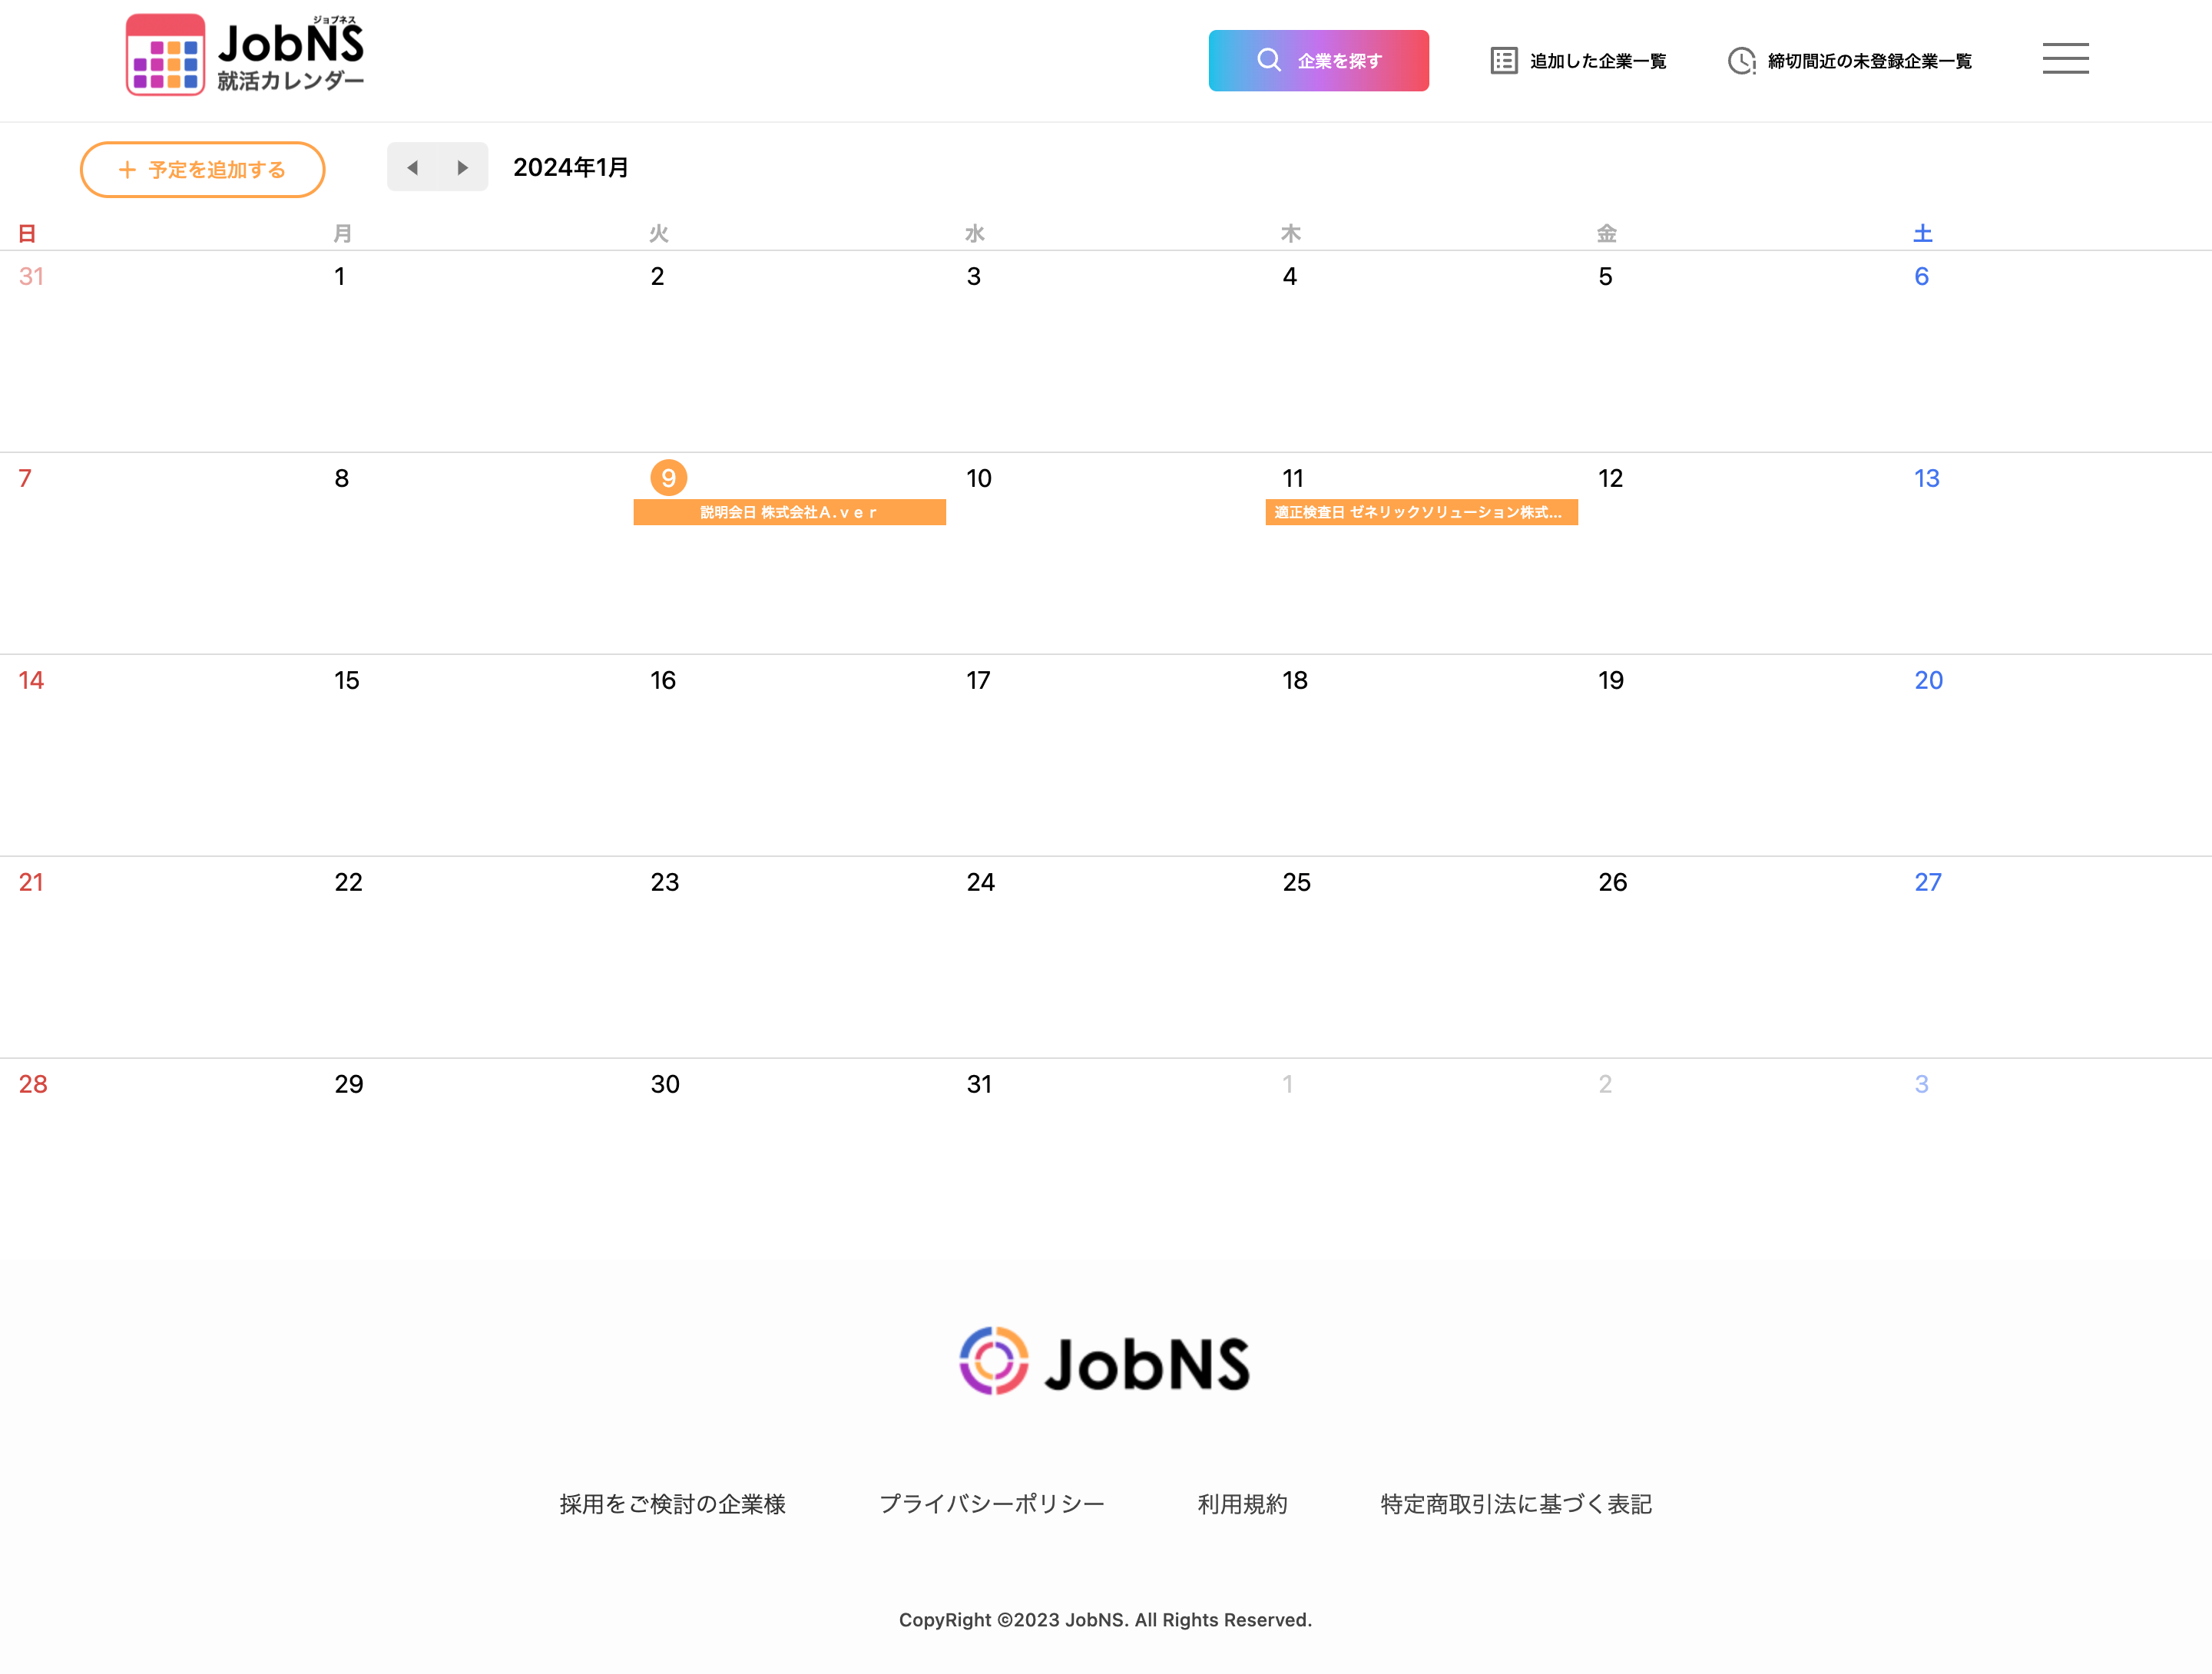 ジョブネス
JobNS
就活カレンダー
企業を探す
追加した企業一覧
締切間近の未登録企業一覧
予定を追加する
2024年1月
日 月 火 水 木 金 土
31 1 2 3 4 5 6
7 8 9 10 11 12 13
説明会日 株式会社Ａ．ｖｅｒ
適正検査日 ゼネリックソリューション株式...
14 15 16 17 18 19 20
21 22 23 24 25 26 27
28 29 30 31 1 2 3
JobNS
採用をご検討の企業様 プライバシーポリシー 利用規約 特定商取引法に基づく表記
CopyRight ©2023 JobNS. All Rights Reserved.